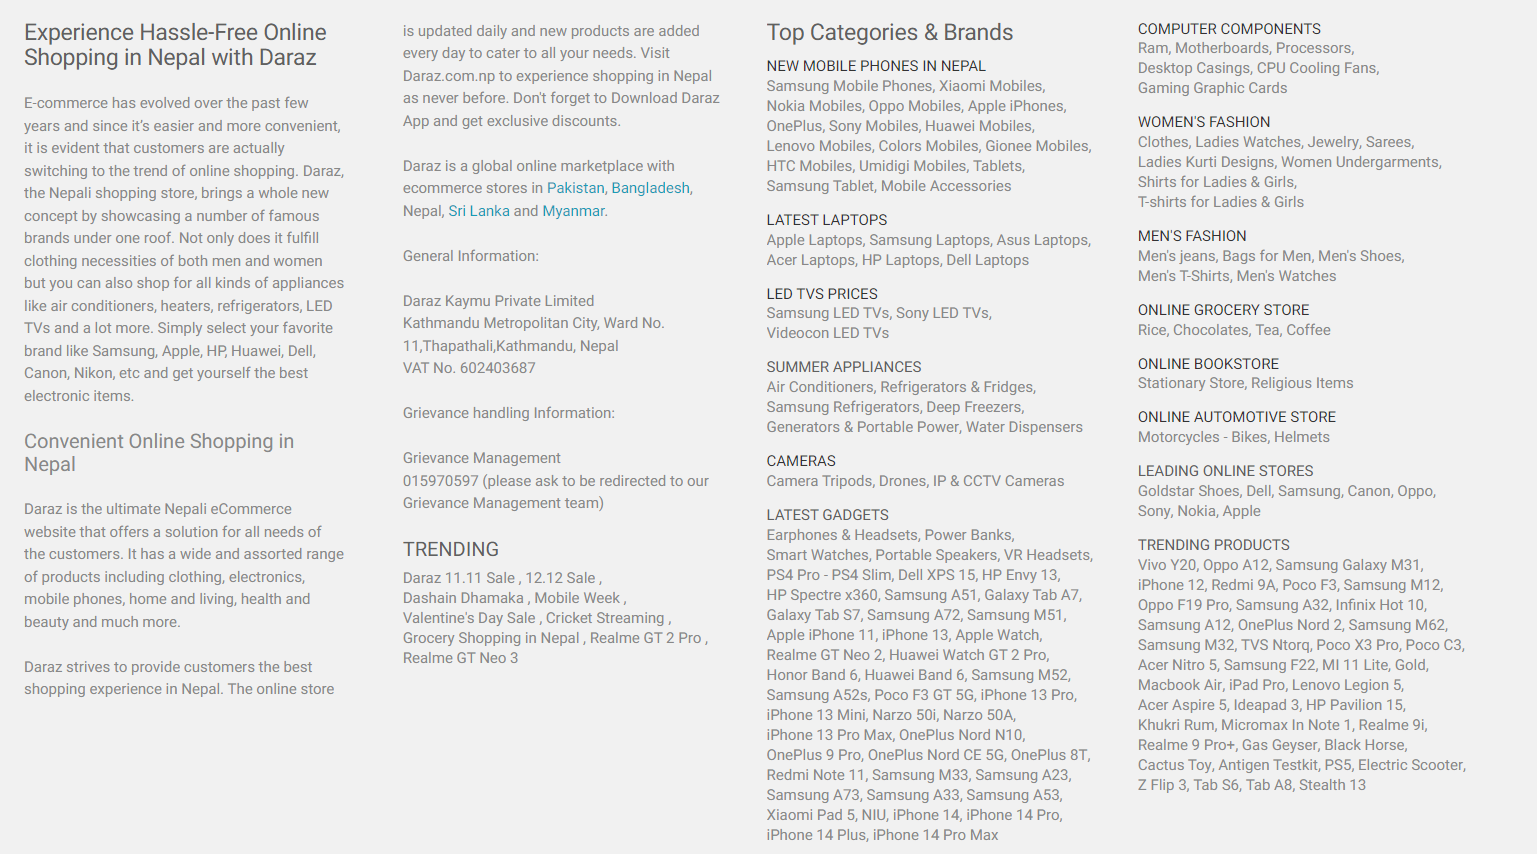 Experience Hassle-Free Online
Shopping in Nepal with Daraz
E-commerce has evolved over the past few
years and since it's easier and more convenient,
it is evident that customers are actually
switching to the trend of online shopping. Daraz,
the Nepali shopping store, brings a whole new
concept by showcasing a number of famous
brands under one roof. Not only does it fulfill
clothing necessities of both men and women
but you can also shop for all kinds of appliances
like air conditioners, heaters, refrigerators, LED
TVs and a lot more. Simply select your favorite
brand like Samsung, Apple, HP, Huawei, Dell,
Canon, Nikon, etc and get yourself the best
electronic items.
Convenient Online Shopping in
Nepal
Daraz is the ultimate Nepali eCommerce
website that offers a solution for all needs of
the customers. It has a wide and assorted range
of products including clothing, electronics,
mobile phones, home and living, health and
beauty and much more.
Daraz strives to provide customers the best
shopping experience in Nepal. The online store
is updated daily and new products are added
every day to cater to all your needs. Visit
Daraz.com.np to experience shopping in Nepal
as never before. Don't forget to Download Daraz
App and get exclusive discounts.
Daraz is a global online marketplace with
ecommerce stores in Pakistan, Bangladesh,
Nepal, Sri Lanka and Myanmar.
General Information:
Daraz Kaymu Private Limited
Kathmandu Metropolitan City, Ward No.
11,Thapathali,Kathmandu, Nepal
VAT No. 602403687
Grievance handling Information:
Grievance Management
015970597 (please ask to be redirected to our
Grievance Management team)
TRENDING
Daraz 11.11 Sale , 12.12 Sale ,
Dashain Dhamaka , Mobile Week ,
Valentine's Day Sale , Cricket Streaming ,
Grocery Shopping in Nepal , Realme GT 2 Pro ,
Realme GT Neo 3
Top Categories & Brands
NEW MOBILE PHONES IN NEPAL
Samsung Mobile Phones, Xiaomi Mobiles,
Nokia Mobiles, Oppo Mobiles, Apple iPhones,
OnePlus, Sony Mobiles, Huawei Mobiles,
Lenovo Mobiles, Colors Mobiles, Gionee Mobiles,
HTC Mobiles, Umidigi Mobiles, Tablets,
Samsung Tablet, Mobile Accessories
LATEST LAPTOPS
Apple Laptops, Samsung Laptops, Asus Laptops,
Acer Laptops, HP Laptops, Dell Laptops
LED TVS PRICES
Samsung LED TVs, Sony LED TVs,
Videocon LED TVs
SUMMER APPLIANCES
Air Conditioners, Refrigerators & Fridges,
Samsung Refrigerators, Deep Freezers,
Generators & Portable Power, Water Dispensers
CAMERAS
Camera Tripods, Drones, IP & CCTV Cameras
LATEST GADGETS
Earphones & Headsets, Power Banks,
Smart Watches, Portable Speakers, VR Headsets,
PS4 Pro - PS4 Slim, Dell XPS 15, HP Envy 13,
HP Spectre x360, Samsung A51, Galaxy Tab A7,
Galaxy Tab S7, Samsung A72, Samsung M51,
Apple iPhone 11, iPhone 13, Apple Watch,
Realme GT Neo 2, Huawei Watch GT 2 Pro,
Honor Band 6, Huawei Band 6, Samsung M52,
Samsung A52s, Poco F3 GT 5G, iPhone 13 Pro,
iPhone 13 Mini, Narzo 50i, Narzo 50A,
iPhone 13 Pro Max, OnePlus Nord N10,
OnePlus 9 Pro, OnePlus Nord CE 5G, OnePlus 8T,
Redmi Note 11, Samsung M33, Samsung A23,
Samsung A73, Samsung A33, Samsung A53,
Xiaomi Pad 5, NIU, iPhone 14, iPhone 14 Pro,
iPhone 14 Plus, iPhone 14 Pro Max
COMPUTER COMPONENTS
Ram, Motherboards, Processors,
Desktop Casings, CPU Cooling Fans,
Gaming Graphic Cards
WOMEN'S FASHION
Clothes, Ladies Watches, Jewelry, Sarees,
Ladies Kurti Designs, Women Undergarments,
Shirts for Ladies & Girls,
T-shirts for Ladies & Girls
MEN'S FASHION
Men's jeans, Bags for Men, Men's Shoes,
Men's T-Shirts, Men's Watches
ONLINE GROCERY STORE
Rice, Chocolates, Tea, Coffee
ONLINE BOOKSTORE
Stationary Store, Religious Items
ONLINE AUTOMOTIVE STORE
Motorcycles - Bikes, Helmets
LEADING ONLINE STORES
Goldstar Shoes, Dell, Samsung, Canon, Oppo,
Sony, Nokia, Apple
TRENDING PRODUCTS
Vivo Y20, Oppo A12, Samsung Galaxy M31,
iPhone 12, Redmi 9A, Poco F3, Samsung M12,
Oppo F19 Pro, Samsung A32, Infinix Hot 10,
Samsung A12, OnePlus Nord 2, Samsung M62,
Samsung M32, TVS Ntorq, Poco X3 Pro, Poco C3,
Acer Nitro 5, Samsung F22, MI 11 Lite, Gold,
Macbook Air, iPad Pro, Lenovo Legion 5,
Acer Aspire 5, Ideapad 3, HP Pavilion 15,
Khukri Rum, Micromax In Note 1, Realme 9i,
Realme 9 Pro+, Gas Geyser, Black Horse,
Cactus Toy, Antigen Testkit, PS5, Electric Scooter,
Z Flip 3, Tab S6, Tab A8, Stealth 13